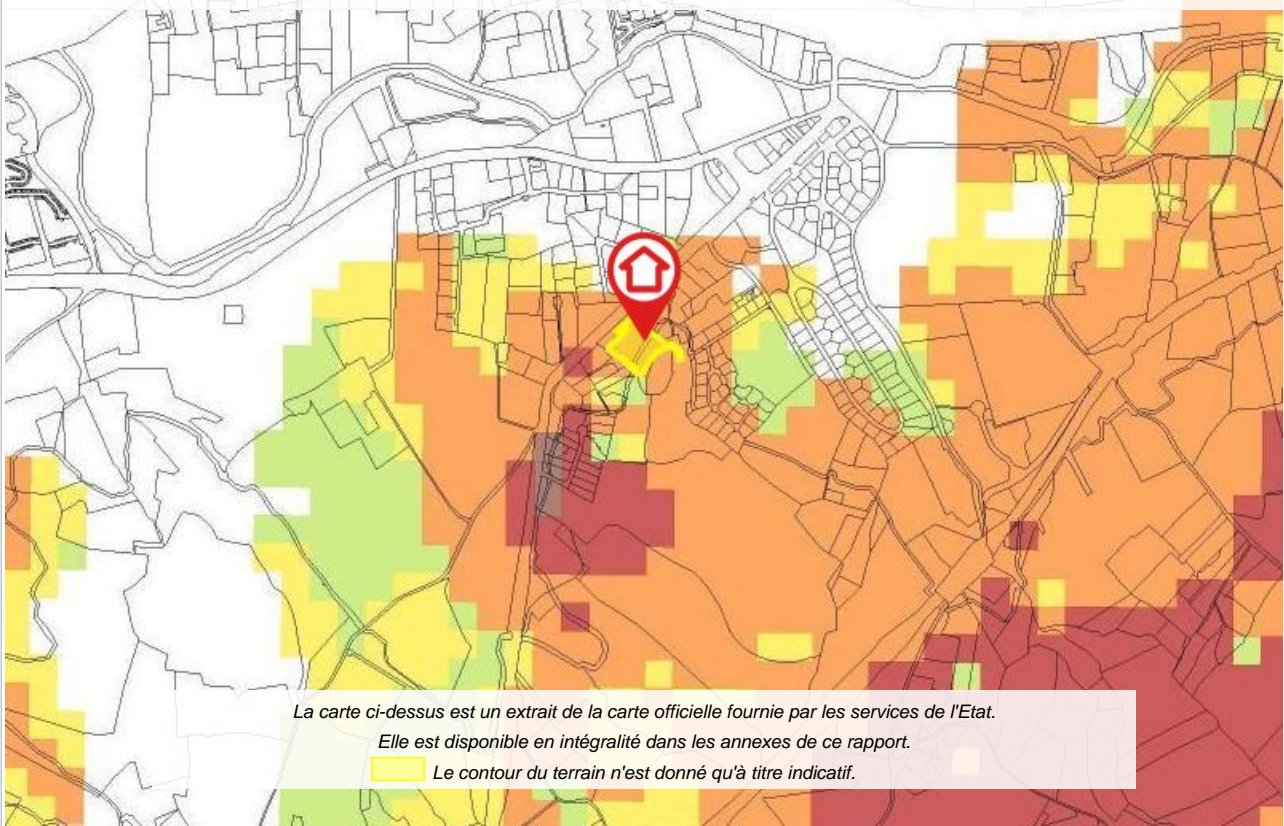 La carte ci-dessus est un extrait de la carte officielle fournie par les services de l'Etat.
Elle est disponible en intégralité dans les annexes de ce rapport.
Le contour du terrain n'est donné qu'à titre indicatif.